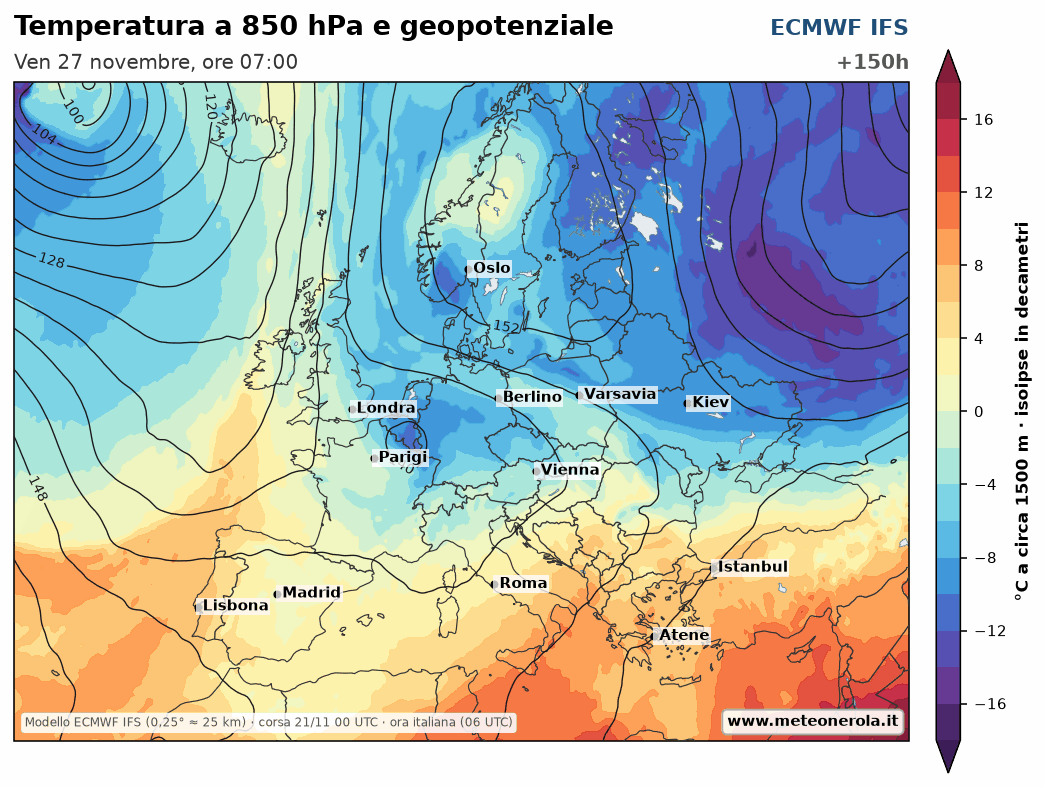 Temperatura a 850 hPa e geopotenziale
ECMWF IFS
Ven 27 novembre, ore 07:00
+150h
100
104
120
128
148
152
Oslo
Londra
Berlino
Varsavia
Kiev
Parigi
Vienna
Istanbul
Roma
Madrid
Lisbona
Atene
16
12
8
4
0
−4
−8
−12
−16
°C a circa 1500 m · isoipse in decametri
Modello ECMWF IFS (0,25° ≈ 25 km) · corsa 21/11 00 UTC · ora italiana (06 UTC)
www.meteonerola.it